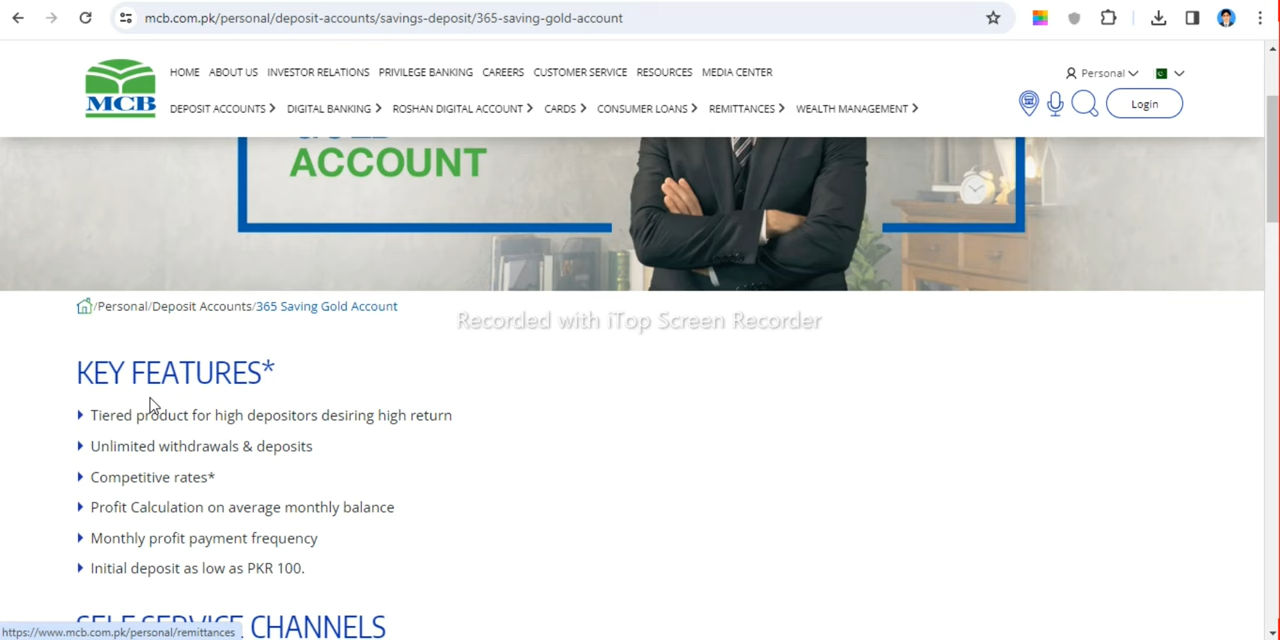 mcb.com.pk/personal/deposit-accounts/savings-deposit/365-saving-gold-account
HOME ABOUT US INVESTOR RELATIONS PRIVILEGE BANKING CAREERS CUSTOMER SERVICE RESOURCES MEDIA CENTER
Personal
MCB
DEPOSIT ACCOUNTS DIGITAL BANKING ROSHAN DIGITAL ACCOUNT CARDS CONSUMER LOANS REMITTANCES WEALTH MANAGEMENT
Login
GOLD
ACCOUNT
/Personal/Deposit Accounts/365 Saving Gold Account
Recorded with iTop Screen Recorder
KEY FEATURES*
Tiered product for high depositors desiring high return
Unlimited withdrawals & deposits
Competitive rates*
Profit Calculation on average monthly balance
Monthly profit payment frequency
Initial deposit as low as PKR 100.
SELF SERVICE CHANNELS
https://www.mcb.com.pk/personal/remittances